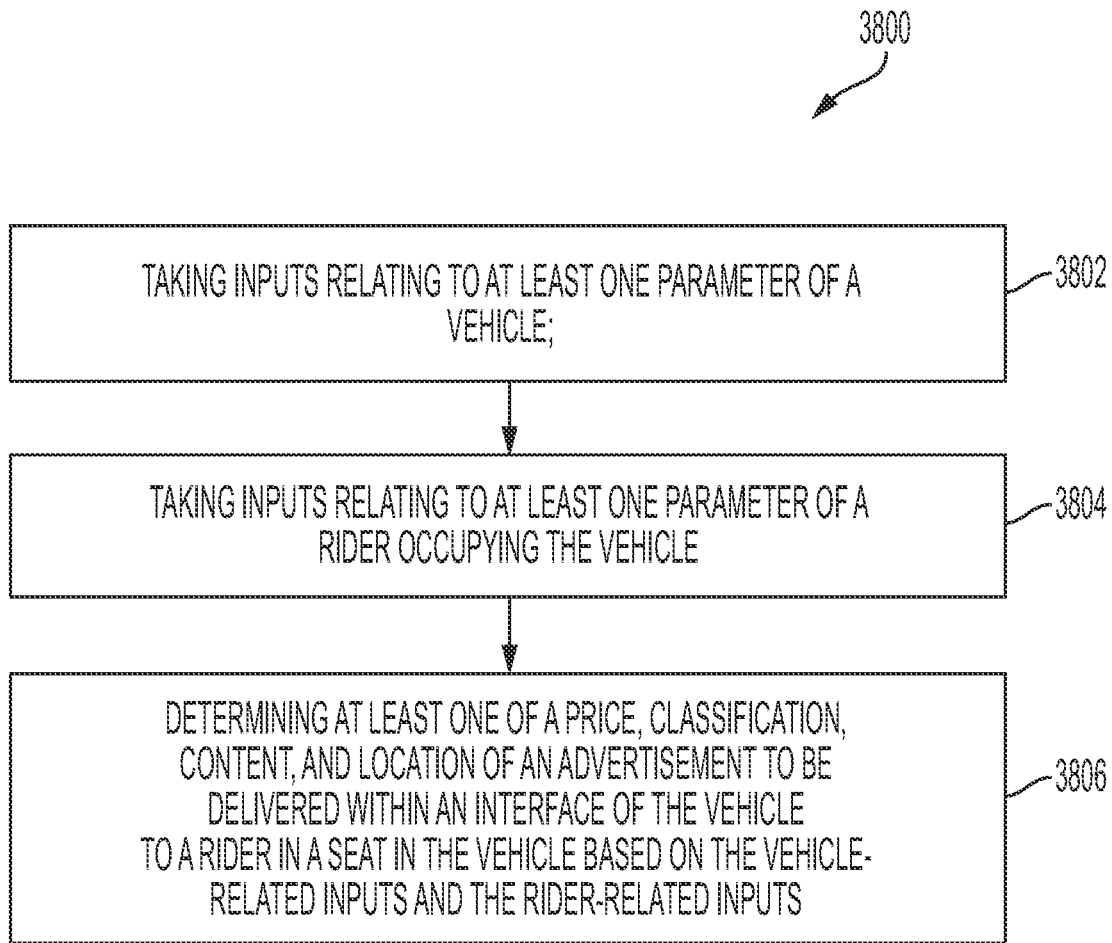 3800
TAKING INPUTS RELATING TO AT LEAST ONE PARAMETER OF A
VEHICLE;
3802
TAKING INPUTS RELATING TO AT LEAST ONE PARAMETER OF A
RIDER OCCUPYING THE VEHICLE
3804
DETERMINING AT LEAST ONE OF A PRICE, CLASSIFICATION,
CONTENT, AND LOCATION OF AN ADVERTISEMENT TO BE
DELIVERED WITHIN AN INTERFACE OF THE VEHICLE
TO A RIDER IN A SEAT IN THE VEHICLE BASED ON THE VEHICLE-
RELATED INPUTS AND THE RIDER-RELATED INPUTS
3806